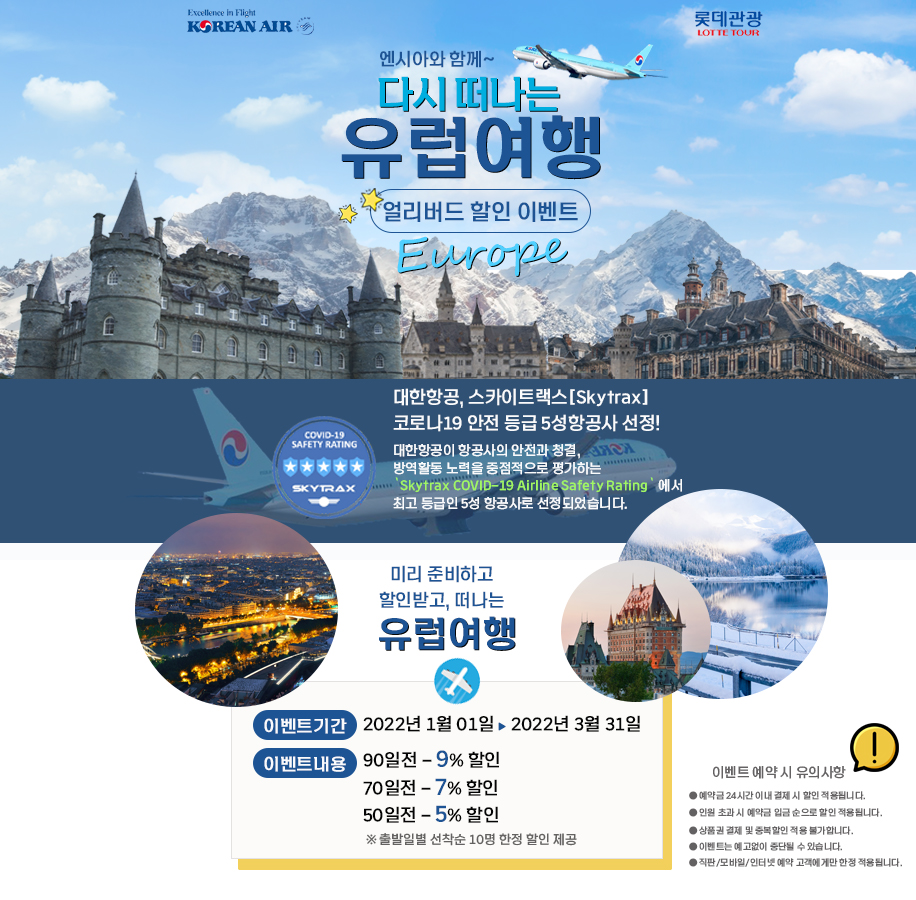 Excellence in Flight
KOREAN AIR
롯데관광
LOTTE TOUR
엔시아와 함께~
다시 떠나는
유럽여행
얼리버드 할인 이벤트
Europe
대한항공, 스카이트랙스[Skytrax]
코로나19 안전 등급 5성항공사 선정!
COVID-19
SAFETY RATING
SKYTRAX
대한항공이 항공사의 안전과 청결,
방역활동 노력을 중점적으로 평가하는
`Skytrax COVID-19 Airline Safety Rating` 에서
최고 등급인 5성 항공사로 선정되었습니다.
미리 준비하고
할인받고, 떠나는
유럽여행
이벤트기간 2022년 1월 01일 ▶ 2022년 3월 31일
이벤트내용 90일전 – 9% 할인
70일전 – 7% 할인
50일전 – 5% 할인
※ 출발일별 선착순 10명 한정 할인 제공
이벤트 예약 시 유의사항
● 예약금 24시간 이내 결제 시 할인 적용됩니다.
● 인원 초과 시 예약금 입금 순으로 할인 적용됩니다.
● 상품권 결제 및 중복할인 적용 불가합니다.
● 이벤트는 예고없이 중단될 수 있습니다.
● 직판/모바일/인터넷 예약 고객에게만 한정 적용됩니다.